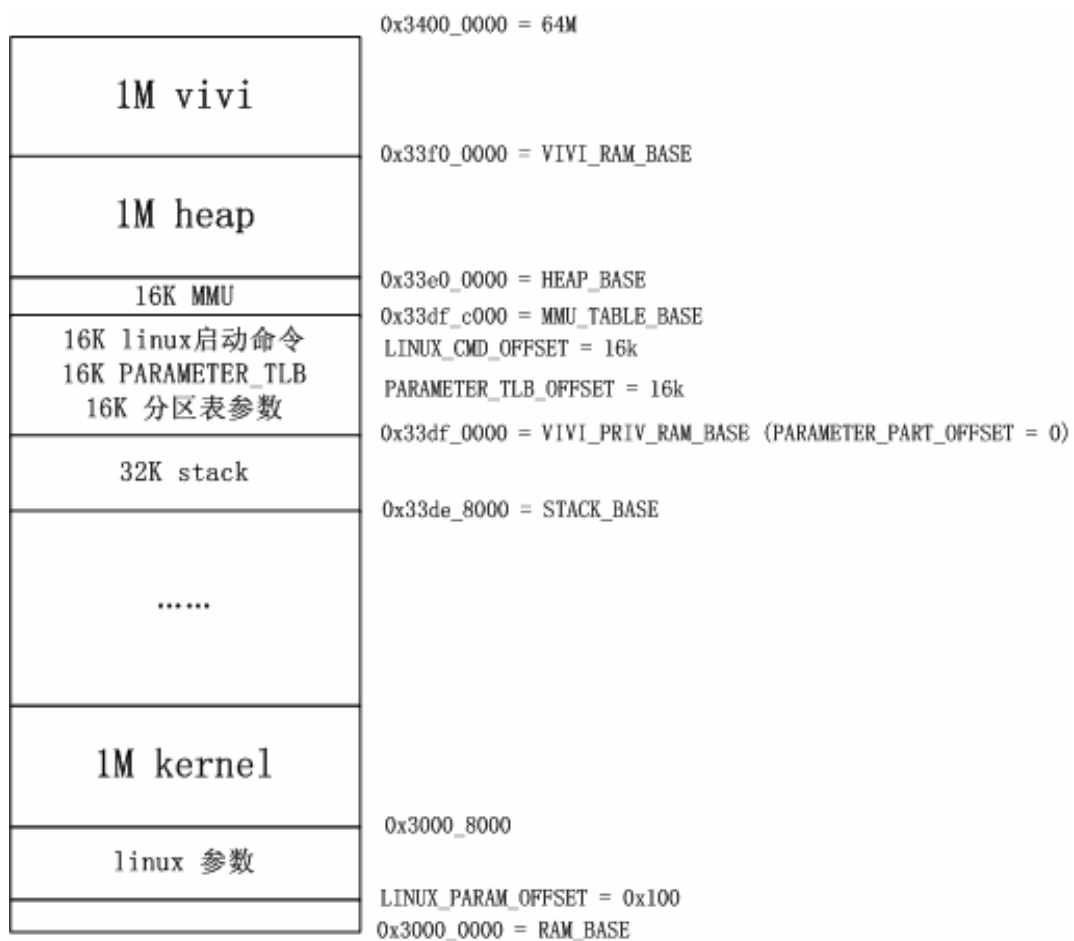 0x3400_0000 = 64M
1M vivi
0x33f0_0000 = VIVI_RAM_BASE
1M heap
0x33e0_0000 = HEAP_BASE
16K MMU
0x33df_c000 = MMU_TABLE_BASE
16K linux启动命令
LINUX_CMD_OFFSET = 16k
16K PARAMETER_TLB
PARAMETER_TLB_OFFSET = 16k
16K 分区表参数
0x33df_0000 = VIVI_PRIV_RAM_BASE (PARAMETER_PART_OFFSET = 0)
32K stack
0x33de_8000 = STACK_BASE
……
1M kernel
0x3000_8000
linux 参数
LINUX_PARAM_OFFSET = 0x100
0x3000_0000 = RAM_BASE